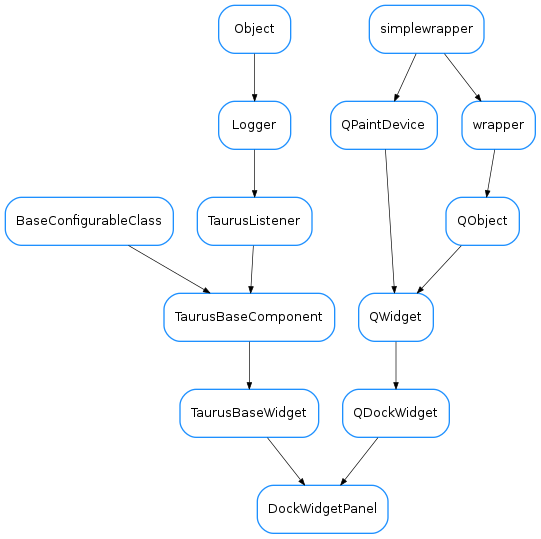 Object
simplewrapper
Logger
QPaintDevice
wrapper
BaseConfigurableClass
TaurusListener
QObject
TaurusBaseComponent
QWidget
TaurusBaseWidget
QDockWidget
DockWidgetPanel